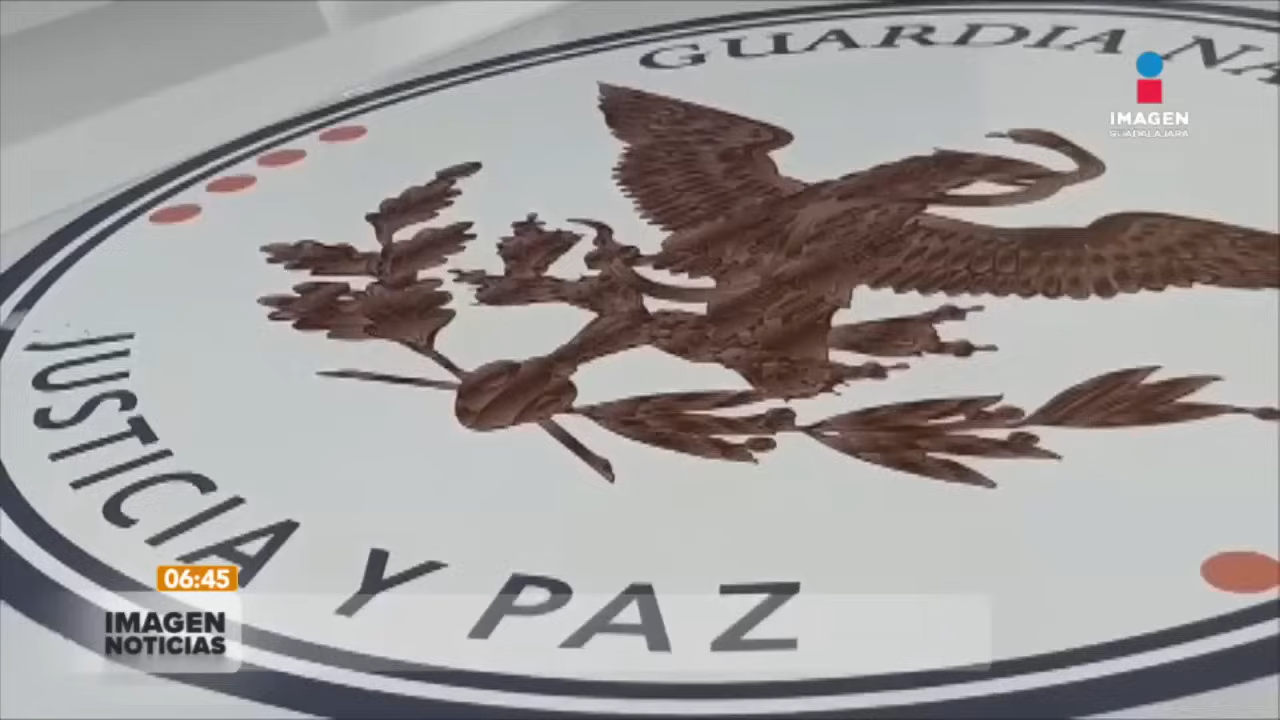 GUARDIA NA
IMAGEN
GUADALAJARA
JUSTICIA Y PAZ
06:45
IMAGEN
NOTICIAS